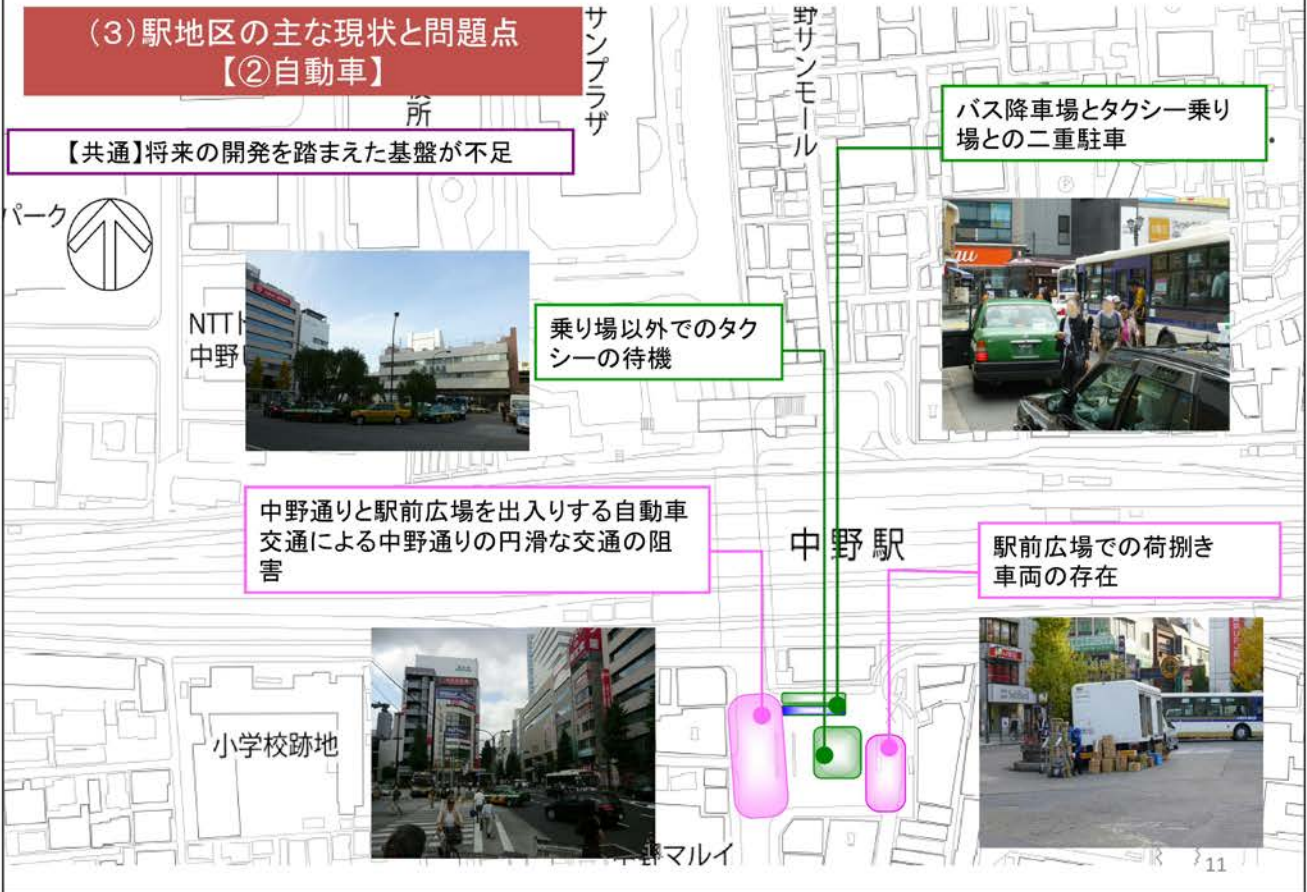 (3)駅地区の主な現状と問題点
【②自動車】
【共通】将来の開発を踏まえた基盤が不足
役所
サンプラザ
野サンモール
バス降車場とタクシー乗り
場との二重駐車
パーク
au
NTTド
中野
乗り場以外でのタク
シーの待機
中野通りと駅前広場を出入りする自動車
交通による中野通りの円滑な交通の阻
害
中野駅
駅前広場での荷捌き
車両の存在
小学校跡地
中野マルイ
11